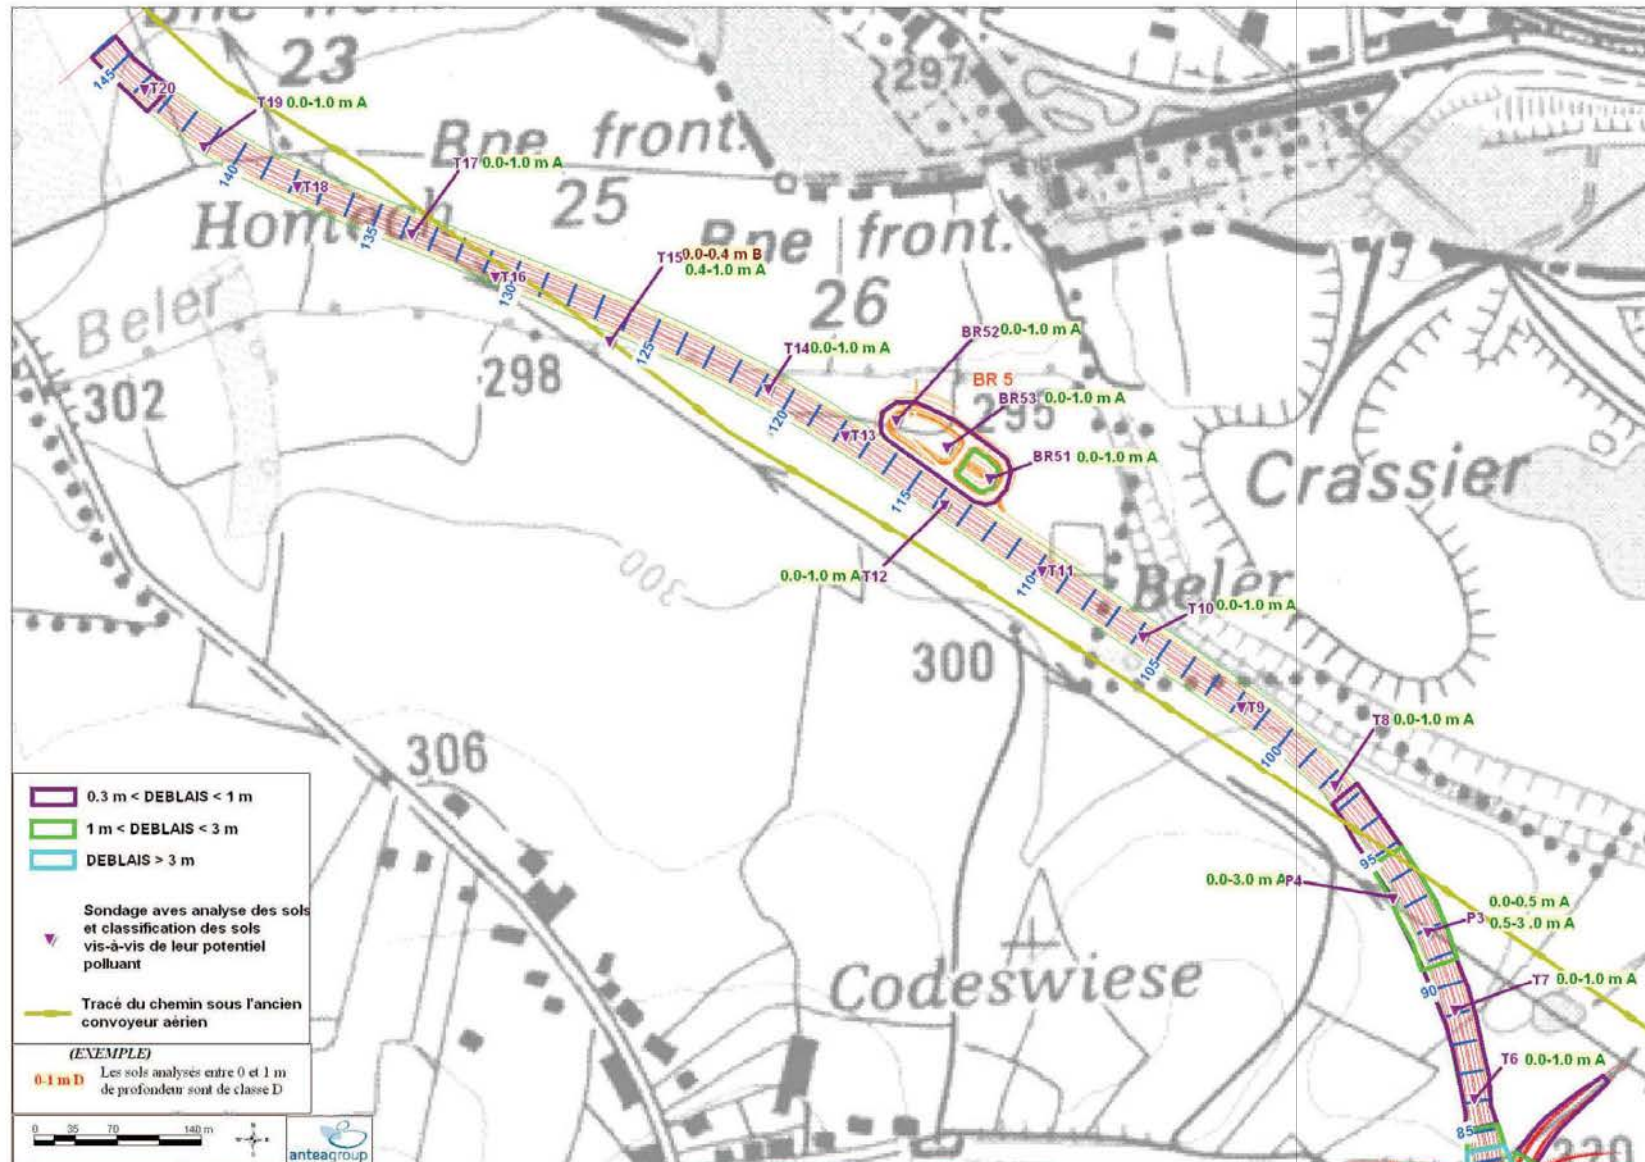 Bne front.
23
297
145
T20
T19 0.0-1.0 m A
Bne front.
T17 0.0-1.0 m A
140
T18
25
Homech
135
Bne front.
T15 0.0-0.4 m B
0.4-1.0 m A
T16
130
Beler
26
BR52 0.0-1.0 m A
125
T14 0.0-1.0 m A
298
302
BR 5
BR53 0.0-1.0 m A
295
120
T13
BR51 0.0-1.0 m A
Crassier
115
300
0.0-1.0 m A T12
110
T11
Beler
T10 0.0-1.0 m A
300
105
T9
T8 0.0-1.0 m A
100
306
95
0.0-3.0 m A P4
0.0-0.5 m A
P3
0.5-3.0 m A
Codeswiese
90
T7 0.0-1.0 m A
T6 0.0-1.0 m A
85
320
0.3 m < DEBLAIS < 1 m
1 m < DEBLAIS < 3 m
DEBLAIS > 3 m
Sondage aves analyse des sols
et classification des sols
vis-à-vis de leur potentiel
polluant
Tracé du chemin sous l'ancien
convoyeur aérien
(EXEMPLE)
0-1 m D Les sols analysés entre 0 et 1 m
de profondeur sont de classe D
0 35 70 140 m
anteagroup